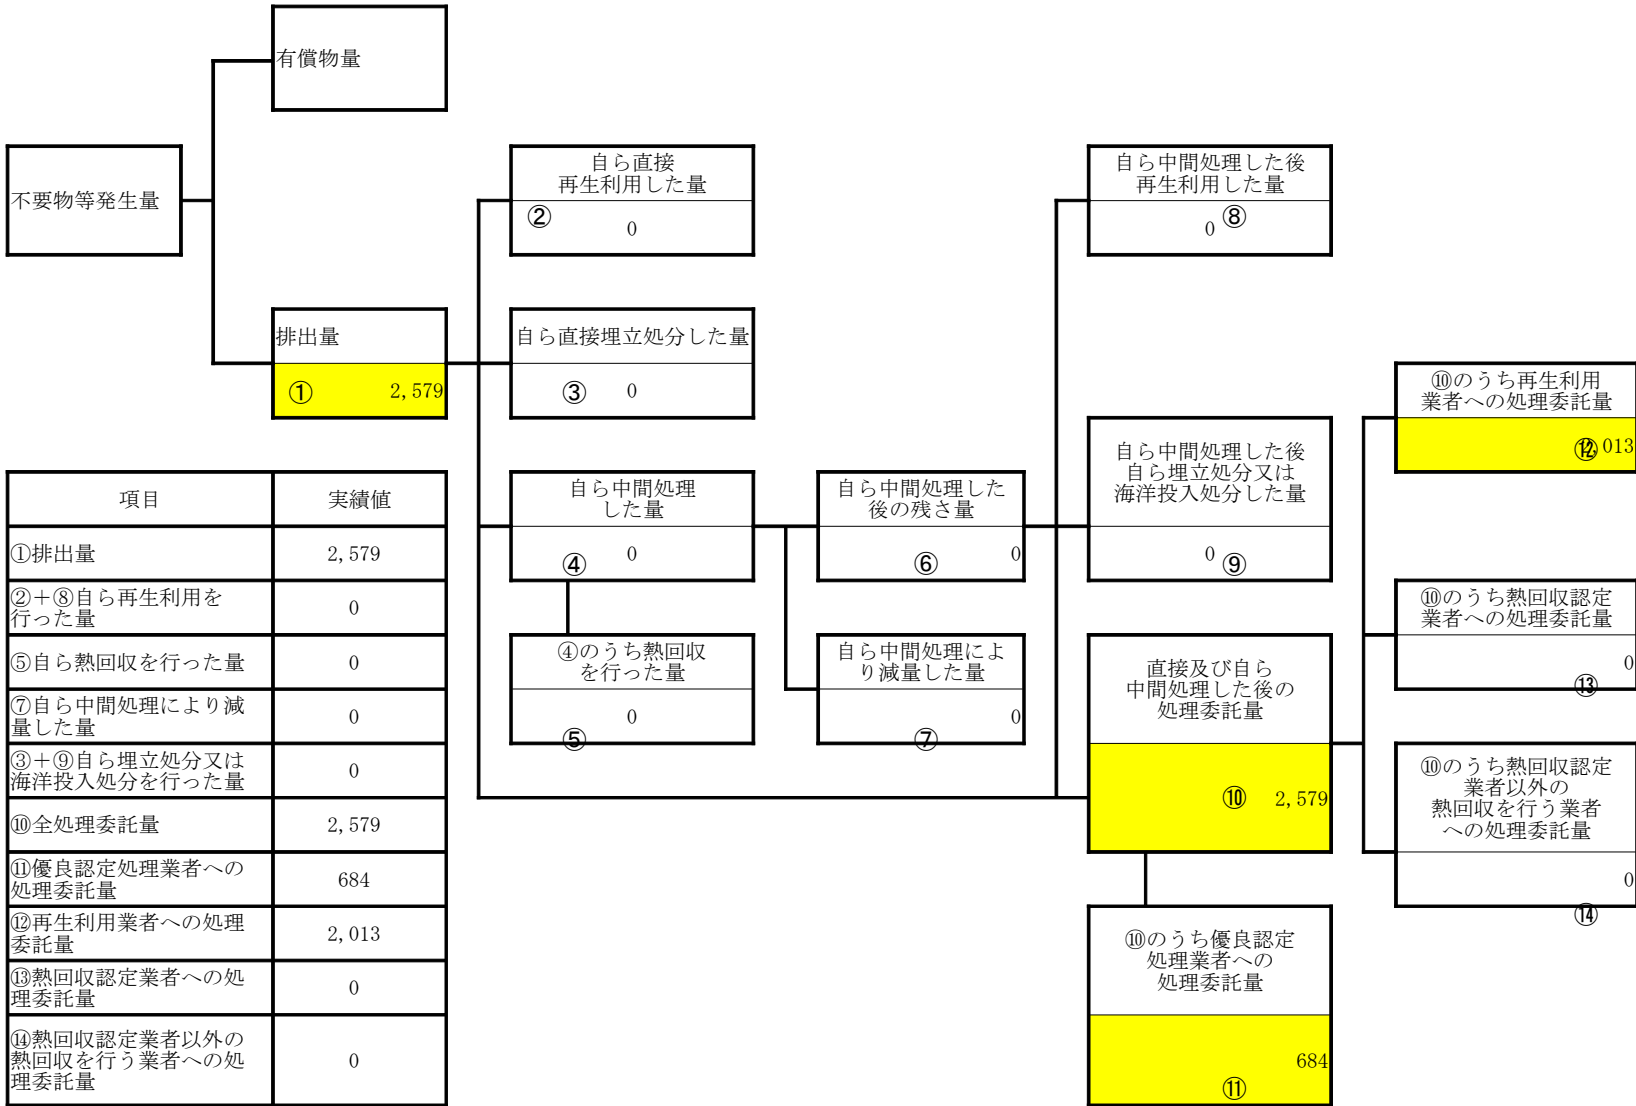 有償物量
不要物等発生量
自ら直接
再生利用した量
②
0
自ら中間処理した後
再生利用した量
⑧
0
排出量
① 2,579
自ら直接埋立処分した量
③ 0
⑩のうち再生利用
業者への処理委託量
⑫ 2,013
自ら中間処理した後
自ら埋立処分又は
海洋投入処分した量
0
⑨
自ら中間処理
した量
0
④
自ら中間処理した
後の残さ量
⑥ 0
④のうち熱回収
を行った量
0
⑤
自ら中間処理によ
り減量した量
0
⑦
直接及び自ら
中間処理した後の
処理委託量
⑩ 2,579
⑩のうち熱回収認定
業者への処理委託量
0
⑬
⑩のうち熱回収認定
業者以外の
熱回収を行う業者
への処理委託量
0
⑭
⑩のうち優良認定
処理業者への
処理委託量
684
⑪
項目 実績値
①排出量 2,579
②+⑧自ら再生利用を
行った量 0
⑤自ら熱回収を行った量 0
⑦自ら中間処理により減
量した量 0
③+⑨自ら埋立処分又は
海洋投入処分を行った量 0
⑩全処理委託量 2,579
⑪優良認定処理業者への
処理委託量 684
⑫再生利用業者への処理
委託量 2,013
⑬熱回収認定業者への処
理委託量 0
⑭熱回収認定業者以外の
熱回収を行う業者への処
理委託量 0